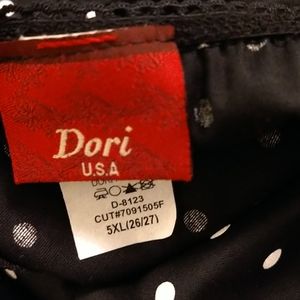 Dori
U.S.A
D-8123
CUT#7091505F
5XL(26/27)